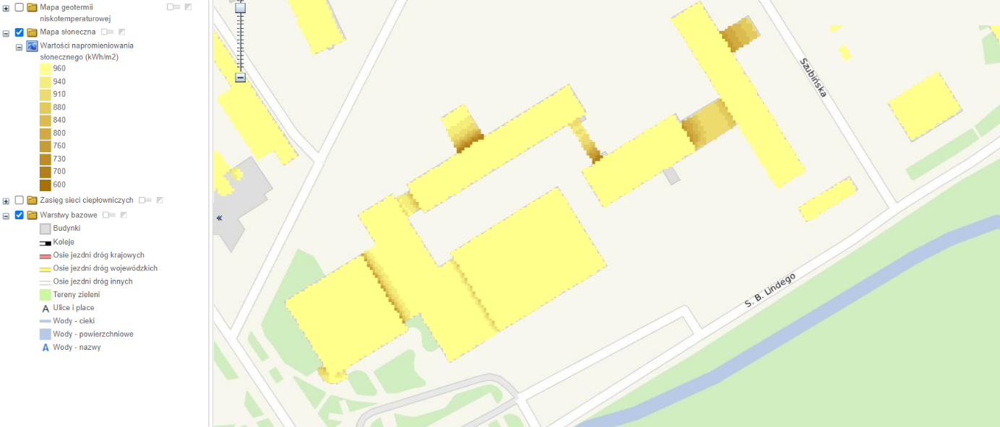 Mapa geotermii
niskotemperaturowej
Mapa słoneczna
Wartości napromieniowania
słonecznego (kWh/m2)
960
940
910
880
840
800
760
730
700
600
Zasięg sieci ciepłowniczych
Warstwy bazowe
Budynki
Koleje
Osie jezdni dróg krajowych
Osie jezdni dróg wojewódzkich
Osie jezdni dróg innych
Tereny zieleni
A Ulice i place
Wody - cieki
Wody - powierzchniowe
A Wody - nazwy
«
Szubińska
S. B. Lindego